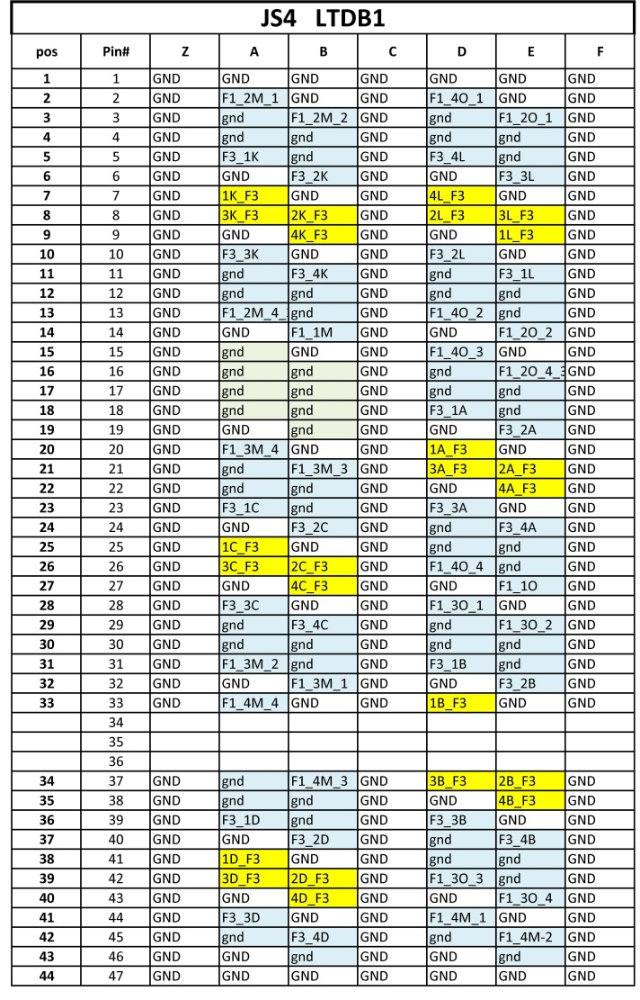 JS4 LTDB1
pos Pin# Z A B C D E F
1 1 GND GND GND GND GND GND GND
2 2 GND F1_2M_1 GND GND F1_4O_1 GND GND
3 3 GND gnd F1_2M_2 GND gnd F1_2O_1 GND
4 4 GND gnd gnd GND gnd gnd GND
5 5 GND F3_1K gnd GND F3_4L gnd GND
6 6 GND GND F3_2K GND GND F3_3L GND
7 7 GND 1K_F3 GND GND 4L_F3 GND GND
8 8 GND 3K_F3 2K_F3 GND 2L_F3 3L_F3 GND
9 9 GND GND 4K_F3 GND GND 1L_F3 GND
10 10 GND F3_3K GND GND F3_2L GND GND
11 11 GND gnd F3_4K GND gnd F3_1L GND
12 12 GND gnd gnd GND gnd gnd GND
13 13 GND F1_2M_4_ gnd GND F1_4O_2 gnd GND
14 14 GND GND F1_1M GND GND F1_2O_2 GND
15 15 GND gnd GND GND F1_4O_3 GND GND
16 16 GND gnd gnd GND gnd F1_2O_4_3 GND
17 17 GND gnd gnd GND gnd gnd GND
18 18 GND gnd gnd GND F3_1A gnd GND
19 19 GND GND gnd GND GND F3_2A GND
20 20 GND F1_3M_4 GND GND 1A_F3 GND GND
21 21 GND gnd F1_3M_3 GND 3A_F3 2A_F3 GND
22 22 GND gnd gnd GND GND 4A_F3 GND
23 23 GND F3_1C gnd GND F3_3A GND GND
24 24 GND GND F3_2C GND gnd F3_4A GND
25 25 GND 1C_F3 GND GND gnd gnd GND
26 26 GND 3C_F3 2C_F3 GND F1_4O_4 gnd GND
27 27 GND GND 4C_F3 GND GND F1_1O GND
28 28 GND F3_3C GND GND F1_3O_1 GND GND
29 29 GND gnd F3_4C GND gnd F1_3O_2 GND
30 30 GND gnd gnd GND gnd gnd GND
31 31 GND F1_3M_2 gnd GND F3_1B gnd GND
32 32 GND GND F1_3M_1 GND GND F3_2B GND
33 33 GND F1_4M_4 GND GND 1B_F3 GND GND
34
35
36
34 37 GND gnd F1_4M_3 GND 3B_F3 2B_F3 GND
35 38 GND gnd gnd GND GND 4B_F3 GND
36 39 GND F3_1D gnd GND F3_3B GND GND
37 40 GND GND F3_2D GND gnd F3_4B GND
38 41 GND 1D_F3 GND GND gnd gnd GND
39 42 GND 3D_F3 2D_F3 GND F1_3O_3 gnd GND
40 43 GND GND 4D_F3 GND GND F1_3O_4 GND
41 44 GND F3_3D GND GND F1_4M_1 GND GND
42 45 GND gnd F3_4D GND gnd F1_4M-2 GND
43 46 GND GND gnd GND GND gnd GND
44 47 GND GND GND GND GND GND GND